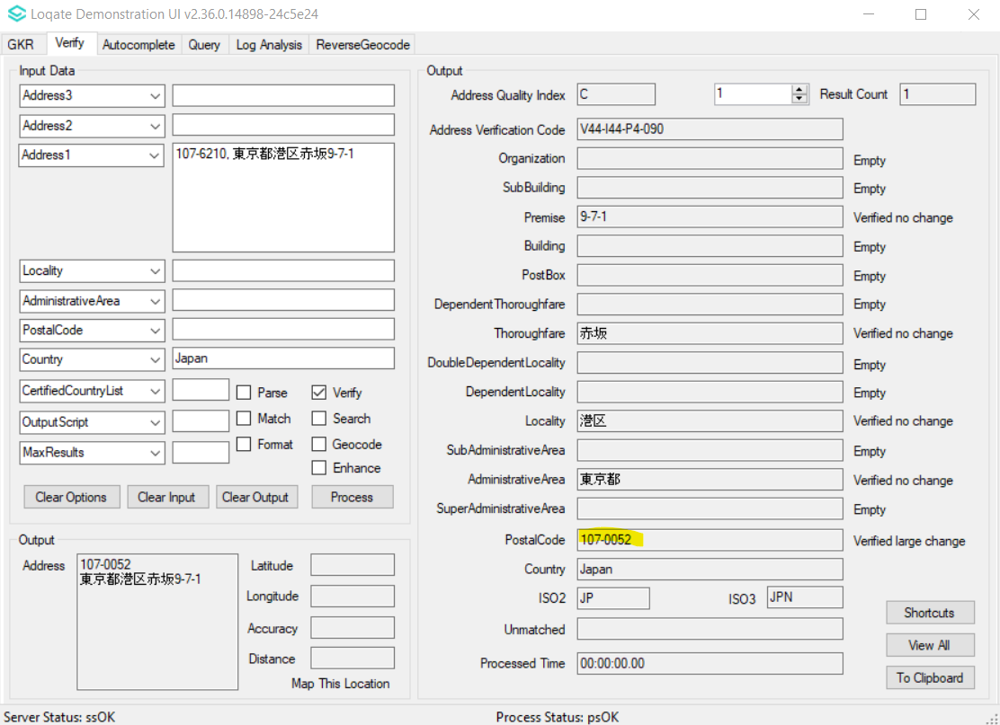 Loqate Demonstration UI v2.36.0.14898-24c5e24
GKR Verify Autocomplete Query Log Analysis ReverseGeocode
Input Data
Address3
Address2
Address1 107-6210, 東京都港区赤坂9-7-1
Locality
AdministrativeArea
PostalCode
Country Japan
CertifiedCountryList Parse Verify
OutputScript Match Search
MaxResults Format Geocode
Enhance
Clear Options Clear Input Clear Output Process
Output
Address 107-0052
東京都港区赤坂9-7-1
Latitude
Longitude
Accuracy
Distance
Map This Location
Output
Address Quality Index C 1 Result Count 1
Address Verification Code V44-I44-P4-090
Organization Empty
SubBuilding Empty
Premise 9-7-1 Verified no change
Building Empty
PostBox Empty
DependentThoroughfare Empty
Thoroughfare 赤坂 Verified no change
DoubleDependentLocality Empty
DependentLocality Empty
Locality 港区 Verified no change
SubAdministrativeArea Empty
AdministrativeArea 東京都 Verified no change
SuperAdministrativeArea Empty
PostalCode 107-0052 Verified large change
Country Japan
ISO2 JP ISO3 JPN
Unmatched
Processed Time 00:00:00.00
Shortcuts
View All
To Clipboard
Server Status: ssOK Process Status: psOK